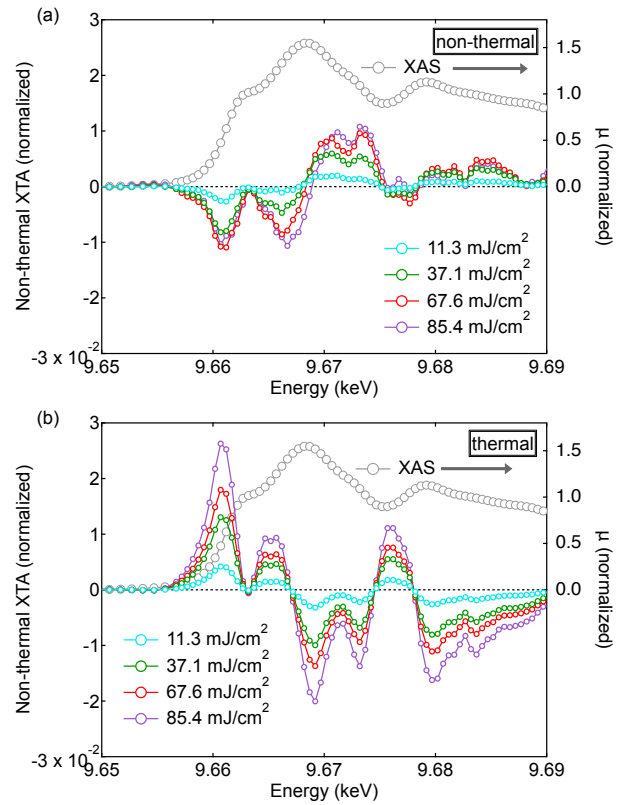 (a)
non-thermal
XAS
Non-thermal XTA (normalized)
μ (normalized)
3
2
1
0
-1
-2
-3 x 10⁻²
1.5
1.0
0.5
0.0
11.3 mJ/cm²
37.1 mJ/cm²
67.6 mJ/cm²
85.4 mJ/cm²
9.65
9.66
9.67
9.68
9.69
Energy (keV)
(b)
thermal
XAS
Non-thermal XTA (normalized)
μ (normalized)
3
2
1
0
-1
-2
-3 x 10⁻²
1.5
1.0
0.5
0.0
11.3 mJ/cm²
37.1 mJ/cm²
67.6 mJ/cm²
85.4 mJ/cm²
9.65
9.66
9.67
9.68
9.69
Energy (keV)